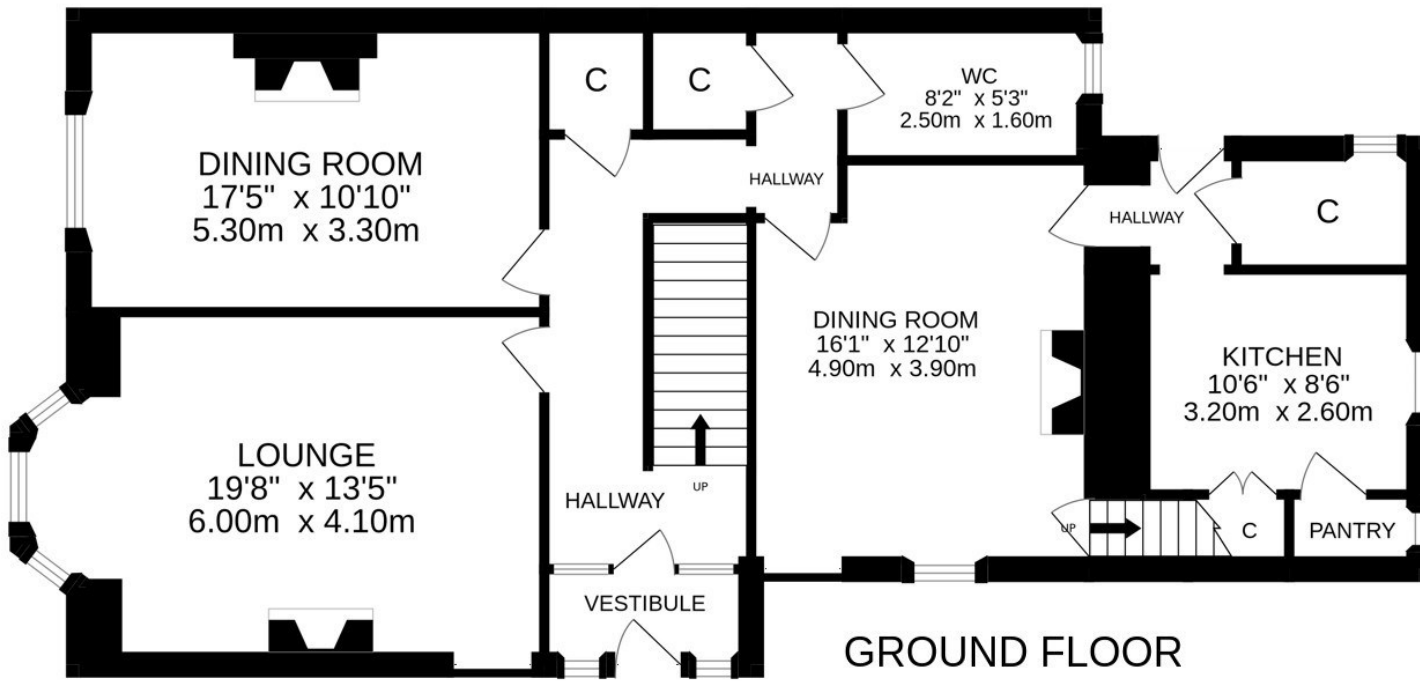 C
C
WC
8'2" x 5'3"
2.50m x 1.60m
DINING ROOM
17'5" x 10'10"
5.30m x 3.30m
HALLWAY
HALLWAY
C
DINING ROOM
16'1" x 12'10"
4.90m x 3.90m
KITCHEN
10'6" x 8'6"
3.20m x 2.60m
LOUNGE
19'8" x 13'5"
6.00m x 4.10m
HALLWAY
UP
UP
C
PANTRY
VESTIBULE
GROUND FLOOR